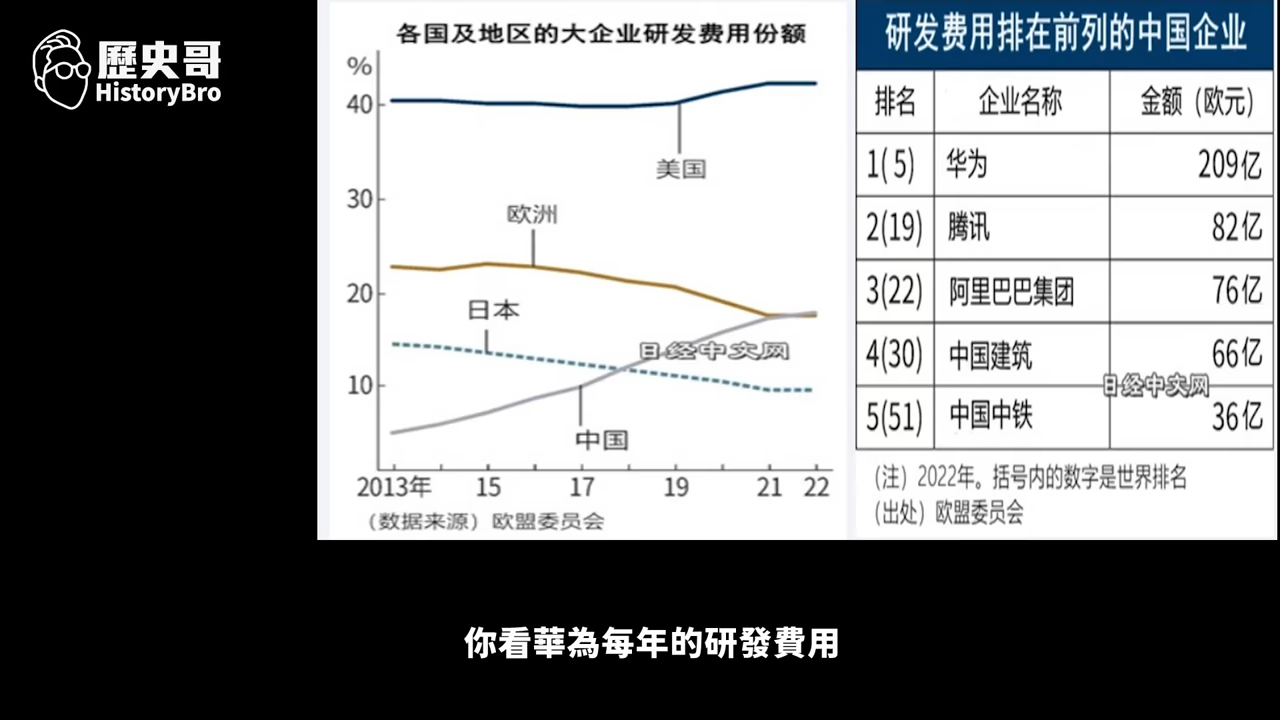 歷史哥
HistoryBro
各国及地区的大企业研发费用份额
%
40
30
20
10
美国
欧洲
日本
日经中文网
中国
2013年 15 17 19 21 22
（数据来源）欧盟委员会
研发费用排在前列的中国企业
排名 企业名称 金额（欧元）
1( 5) 华为 209亿
2(19) 腾讯 82亿
3(22) 阿里巴巴集团 76亿
4(30) 中国建筑 66亿
日经中文网
5(51) 中国中铁 36亿
（注）2022年。括号内的数字是世界排名
（出处）欧盟委员会
你看華為每年的研發費用